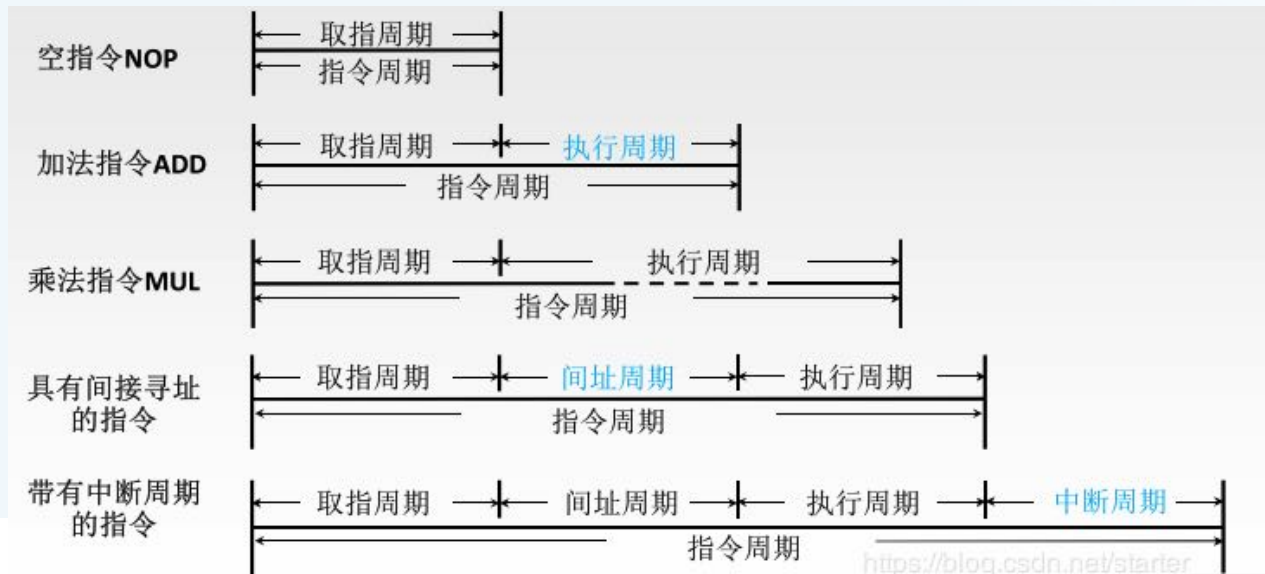 空指令NOP
取指周期
指令周期
加法指令ADD
取指周期 执行周期
指令周期
乘法指令MUL
取指周期 执行周期
指令周期
具有间接寻址
的指令
取指周期 间址周期 执行周期
指令周期
带有中断周期
的指令
取指周期 间址周期 执行周期 中断周期
指令周期
https://blog.csdn.net/starter